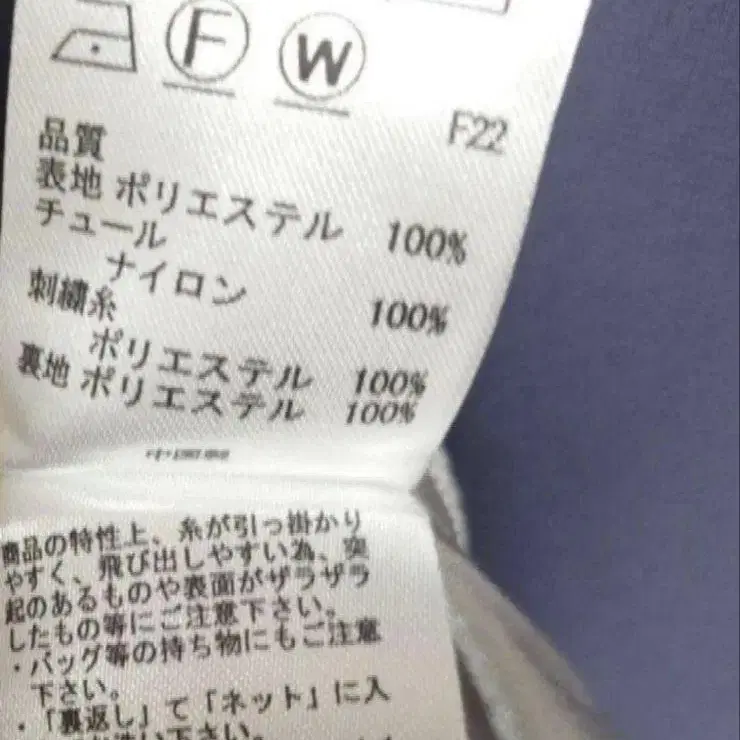 F W
F22
品質
表地 ポリエステル 100%
チュール
ナイロン 100%
刺繍糸
ポリエステル 100%
裏地 ポリエステル 100%
中国製
商品の特性上、糸が引っ掛かり
やすく、飛び出しやすい為、突
起のあるものや表面がザラザラ
したもの等にご注意下さい。
・バッグ等の持ち物にもご注意
下さい。
・「裏返し」て「ネット」に入
下さい。